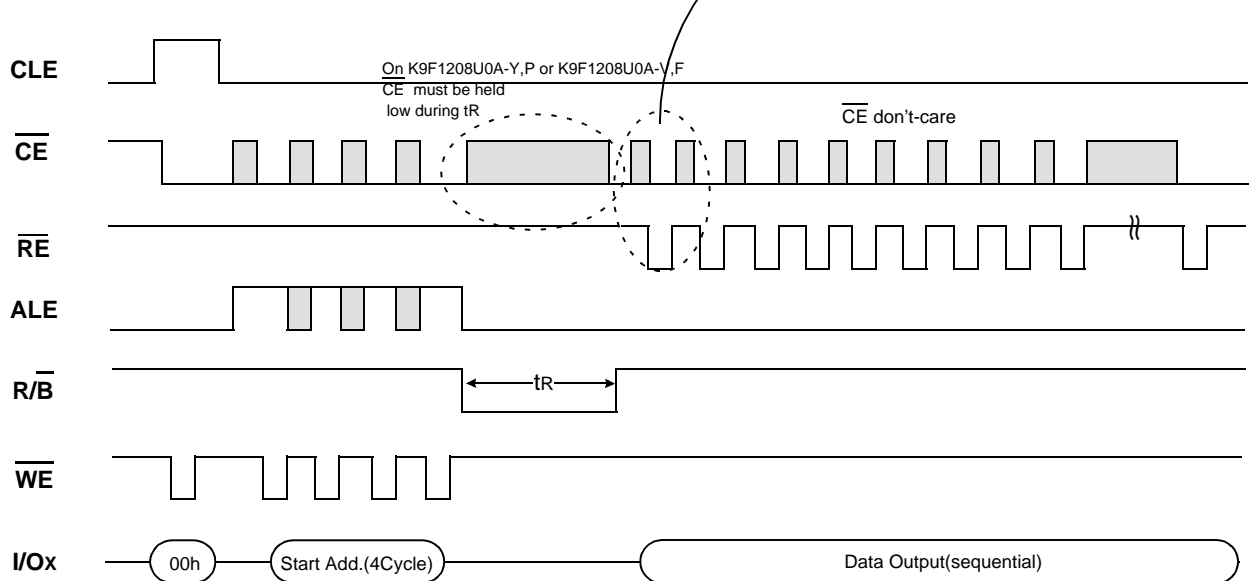 CLE
On K9F1208U0A-Y,P or K9F1208U0A-V,F
CE must be held
low during tR
CE don't-care
CE
RE
ALE
R/B
tR
WE
I/Ox
00h
Start Add.(4Cycle)
Data Output(sequential)